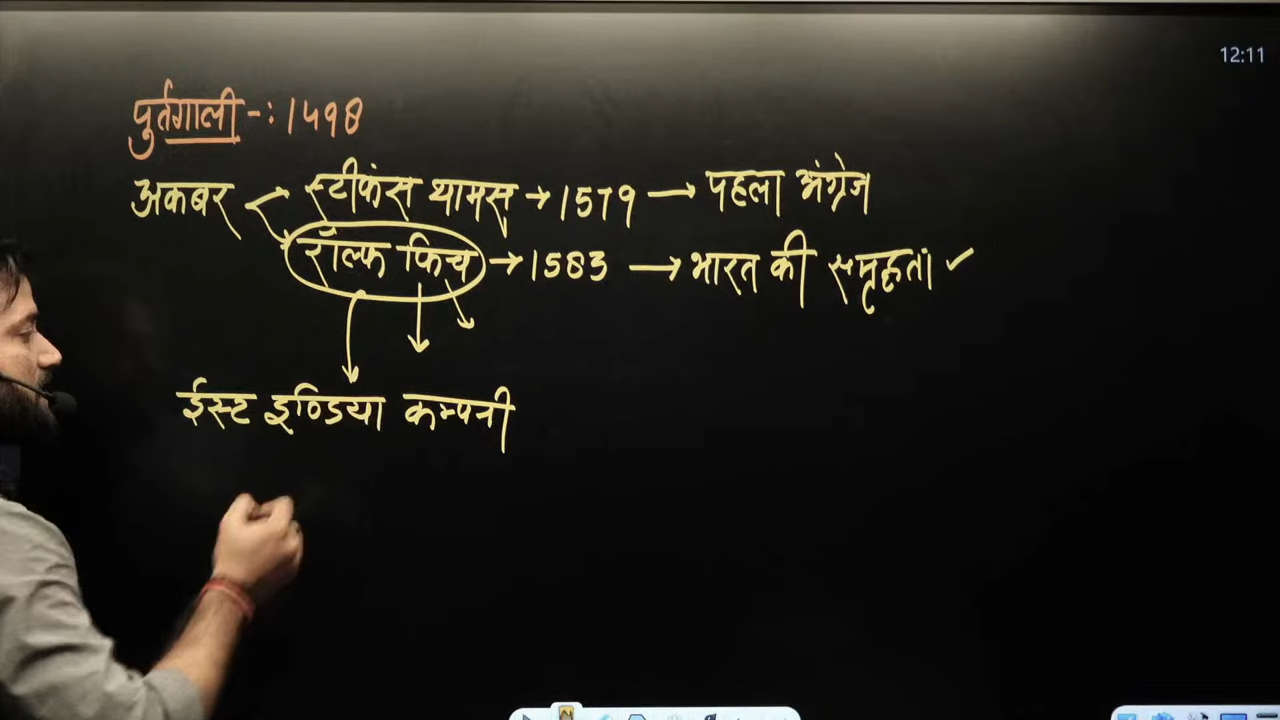 12:11
पुर्तगाली -: 1498
अकबर स्टीफंस थामस → 1579 → पहला अंग्रेज
रॉल्फ फिच → 1583 → भारत की समृद्धता ✓
ईस्ट इण्डिया कम्पनी